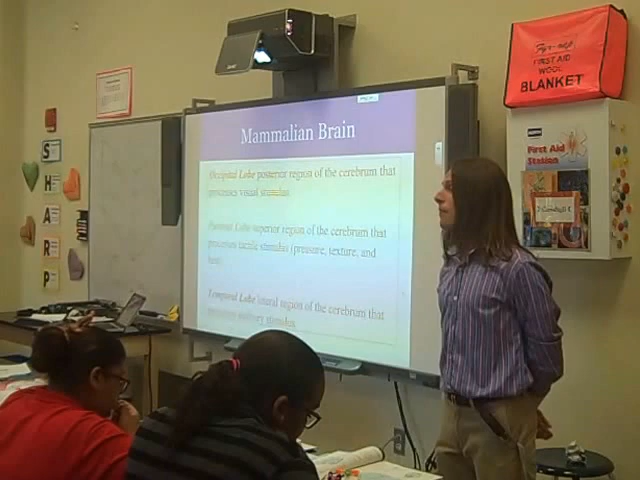 Mammalian Brain
Occipital Lobe posterior region of the cerebrum that
processes visual stimulus
Parietal Lobe superior region of the cerebrum that
processes tactile stimulus (pressure, texture, and
heat)
Temporal Lobe lateral region of the cerebrum that
processes auditory stimulus
FIRST AID
WOOL
BLANKET
First Aid
Station
S
H
A
R
P